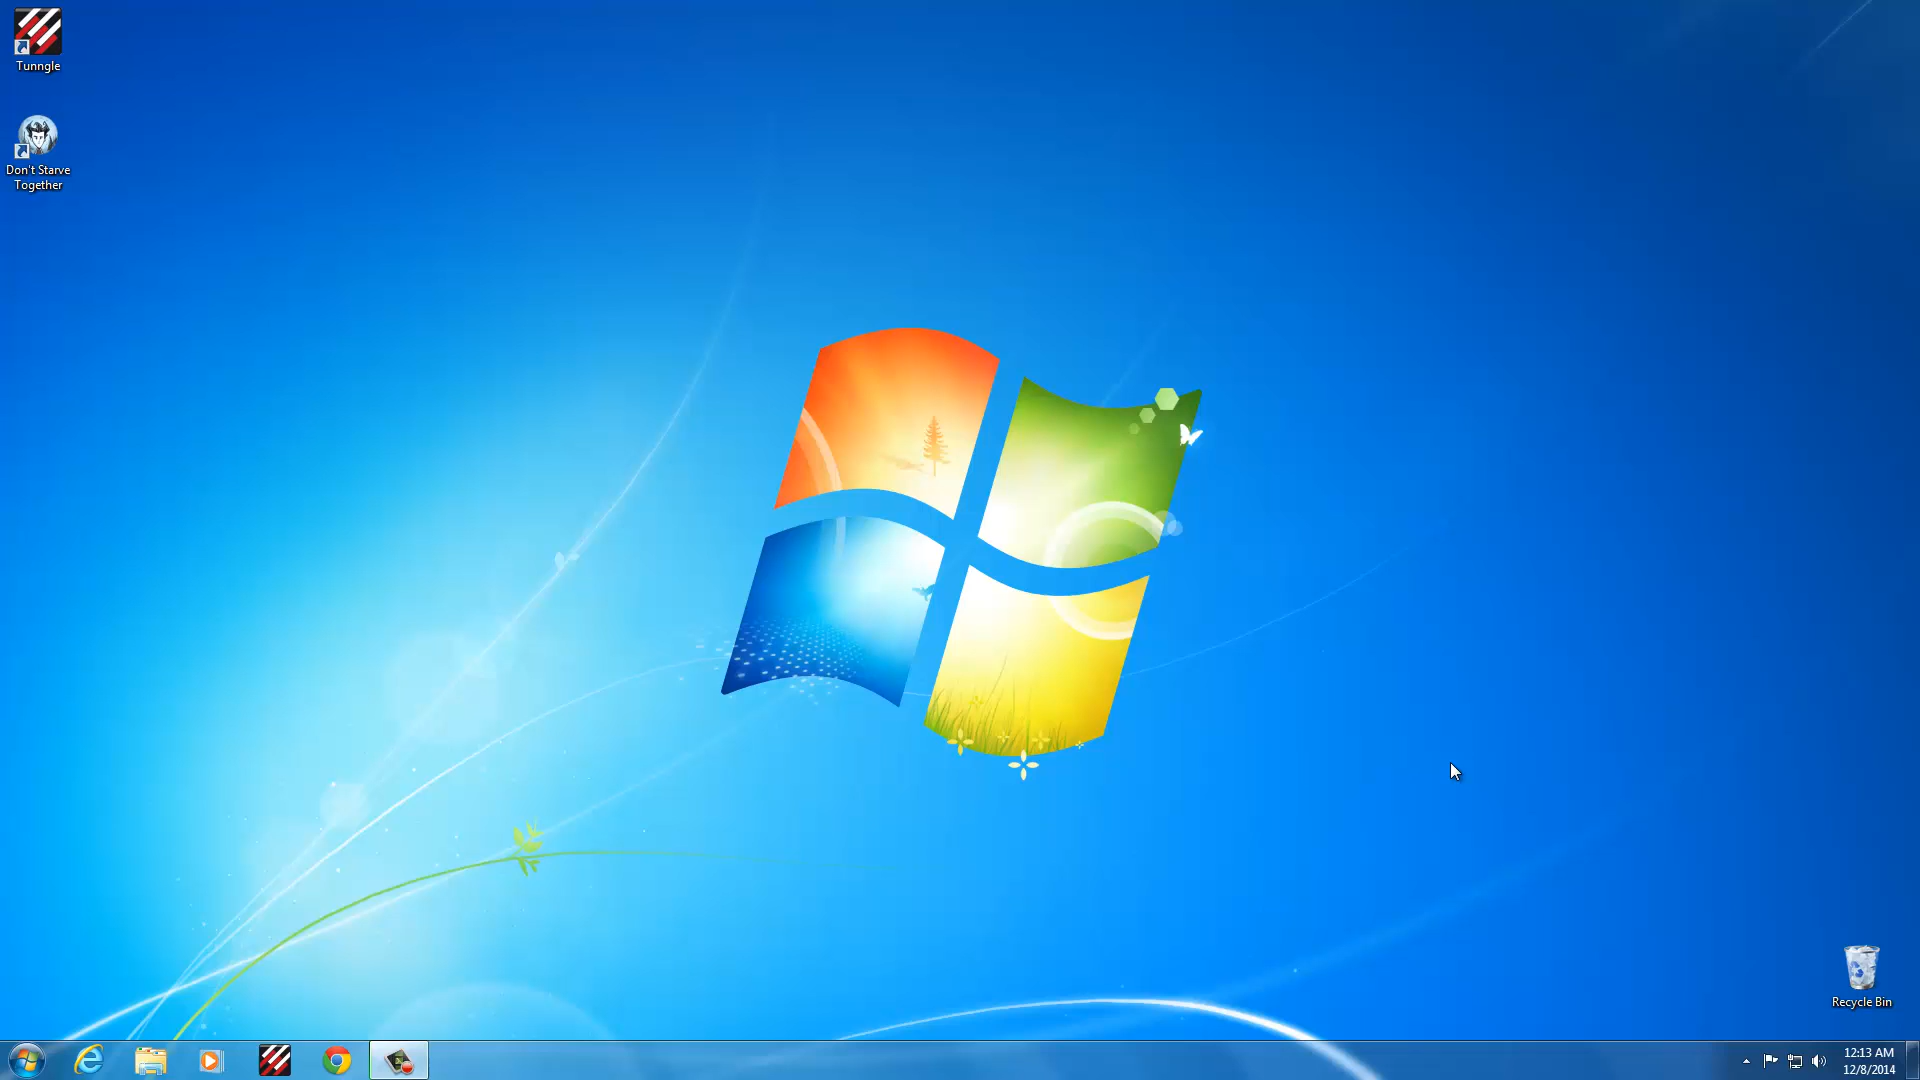 Tunngle
Don't Starve
Together
Recycle Bin
12:13 AM
12/8/2014